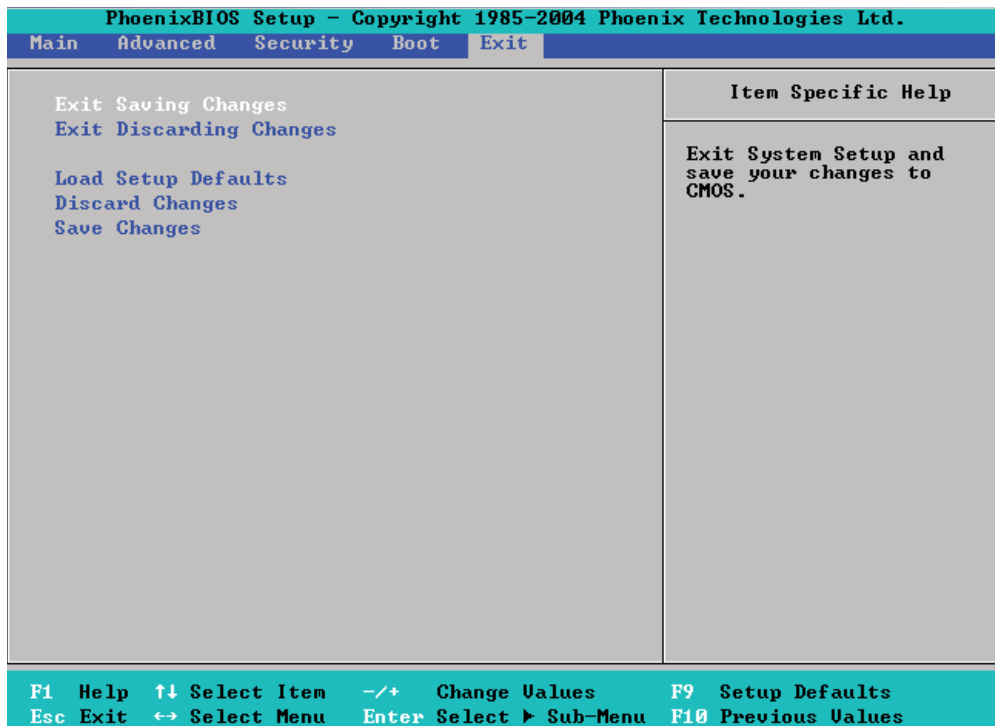 PhoenixBIOS Setup - Copyright 1985-2004 Phoenix Technologies Ltd.
Main Advanced Security Boot Exit
Exit Saving Changes
Exit Discarding Changes
Load Setup Defaults
Discard Changes
Save Changes
Item Specific Help
Exit System Setup and
save your changes to
CMOS.
F1 Help ↑↓ Select Item -/+ Change Values F9 Setup Defaults
Esc Exit ↔ Select Menu Enter Select ▶ Sub-Menu F10 Previous Values